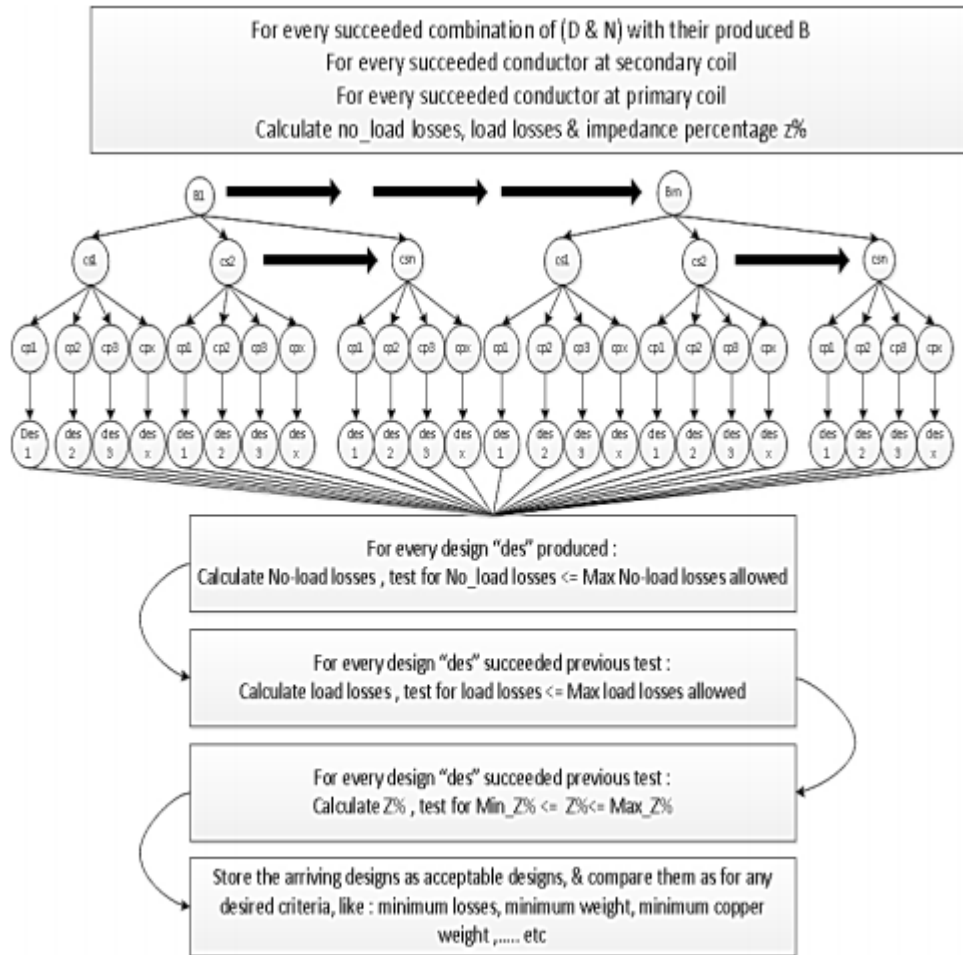 For every succeeded combination of (D & N) with their produced B
For every succeeded conductor at secondary coil
For every succeeded conductor at primary coil
Calculate no_load losses, load losses & impedance percentage z%
B1 Bm
cs1 cs2 csn cs1 cs2 csn
cp1 cp2 cp3 cpx cp1 cp2 cp3 cpx cp1 cp2 cp3 cpx cp1 cp2 cp3 cpx cp1 cp2 cp3 cpx cp1 cp2 cp3 cpx
Des des des des des des des des des des des des des des des des des des des des des des des des
1 2 3 x 1 2 3 x 1 2 3 x 1 2 3 x 1 2 3 x 1 2 3 x
For every design “des” produced :
Calculate No-load losses , test for No_load losses <= Max No-load losses allowed
For every design “des” succeeded previous test :
Calculate load losses , test for load losses <= Max load losses allowed
For every design “des” succeeded previous test :
Calculate Z% , test for Min_Z% <= Z%<= Max_Z%
Store the arriving designs as acceptable designs, & compare them as for any
desired criteria, like : minimum losses, minimum weight, minimum copper
weight ,..... etc